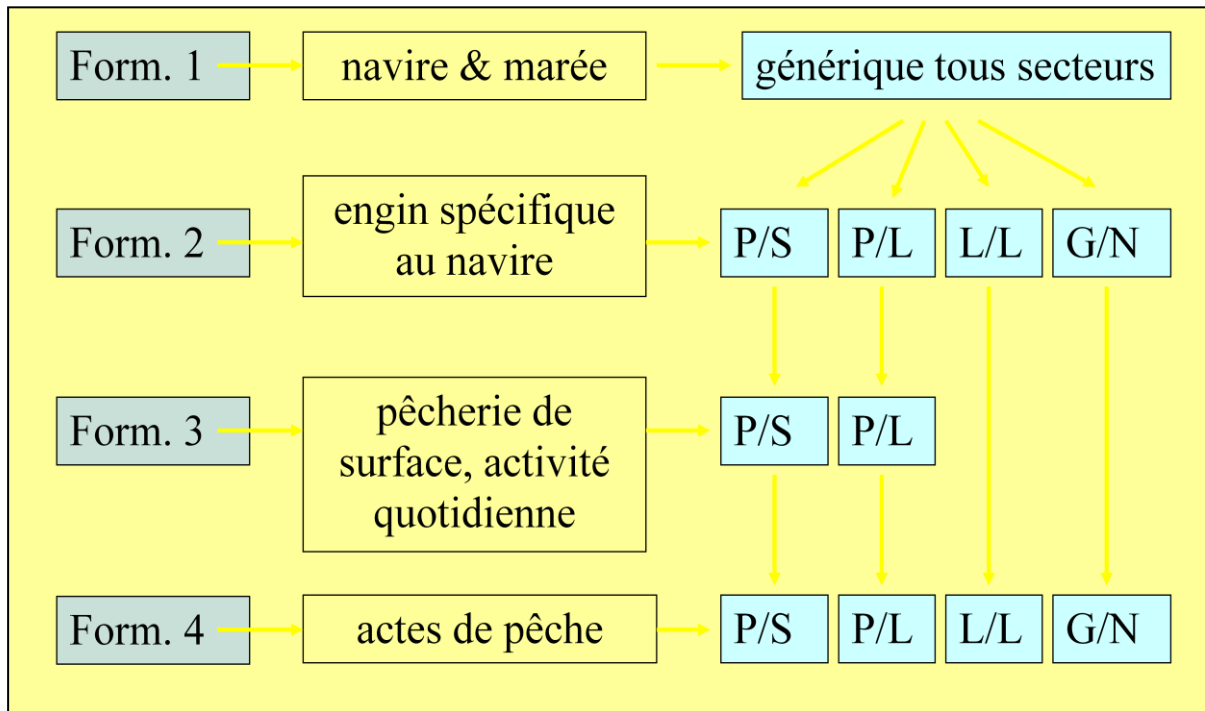 Form. 1
navire & marée
générique tous secteurs
Form. 2
engin spécifique
au navire
P/S
P/L
L/L
G/N
Form. 3
pêcherie de
surface, activité
quotidienne
P/S
P/L
Form. 4
actes de pêche
P/S
P/L
L/L
G/N